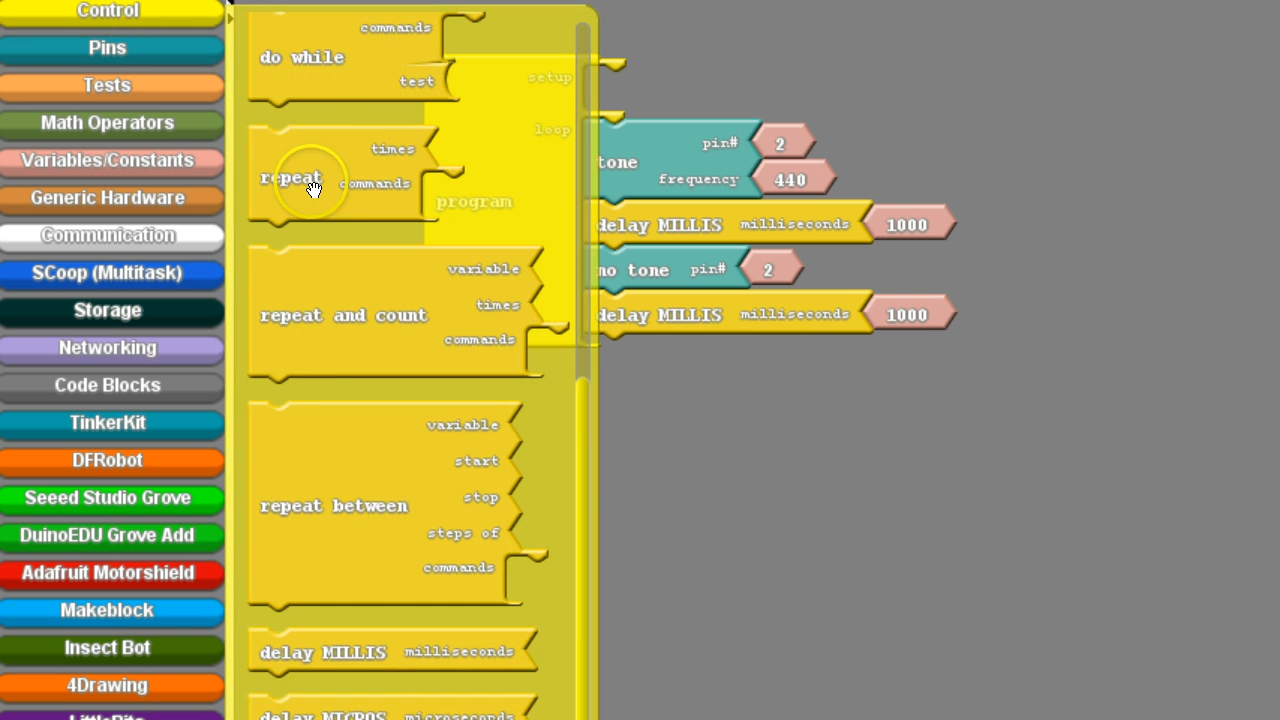 Control
Pins
Tests
Math Operators
Variables/Constants
Generic Hardware
Communication
SCoop (Multitask)
Storage
Networking
Code Blocks
TinkerKit
DFRobot
Seeed Studio Grove
DuinoEDU Grove Add
Adafruit Motorshield
Makeblock
Insect Bot
4Drawing
commands
do while
test
times
repeat
commands
variable
repeat and count
times
commands
variable
start
repeat between
stop
steps of
commands
delay MILLIS milliseconds
delay MICROS microseconds
setup
loop
program
tone
pin# 2
frequency 440
delay MILLIS milliseconds 1000
no tone pin# 2
delay MILLIS milliseconds 1000